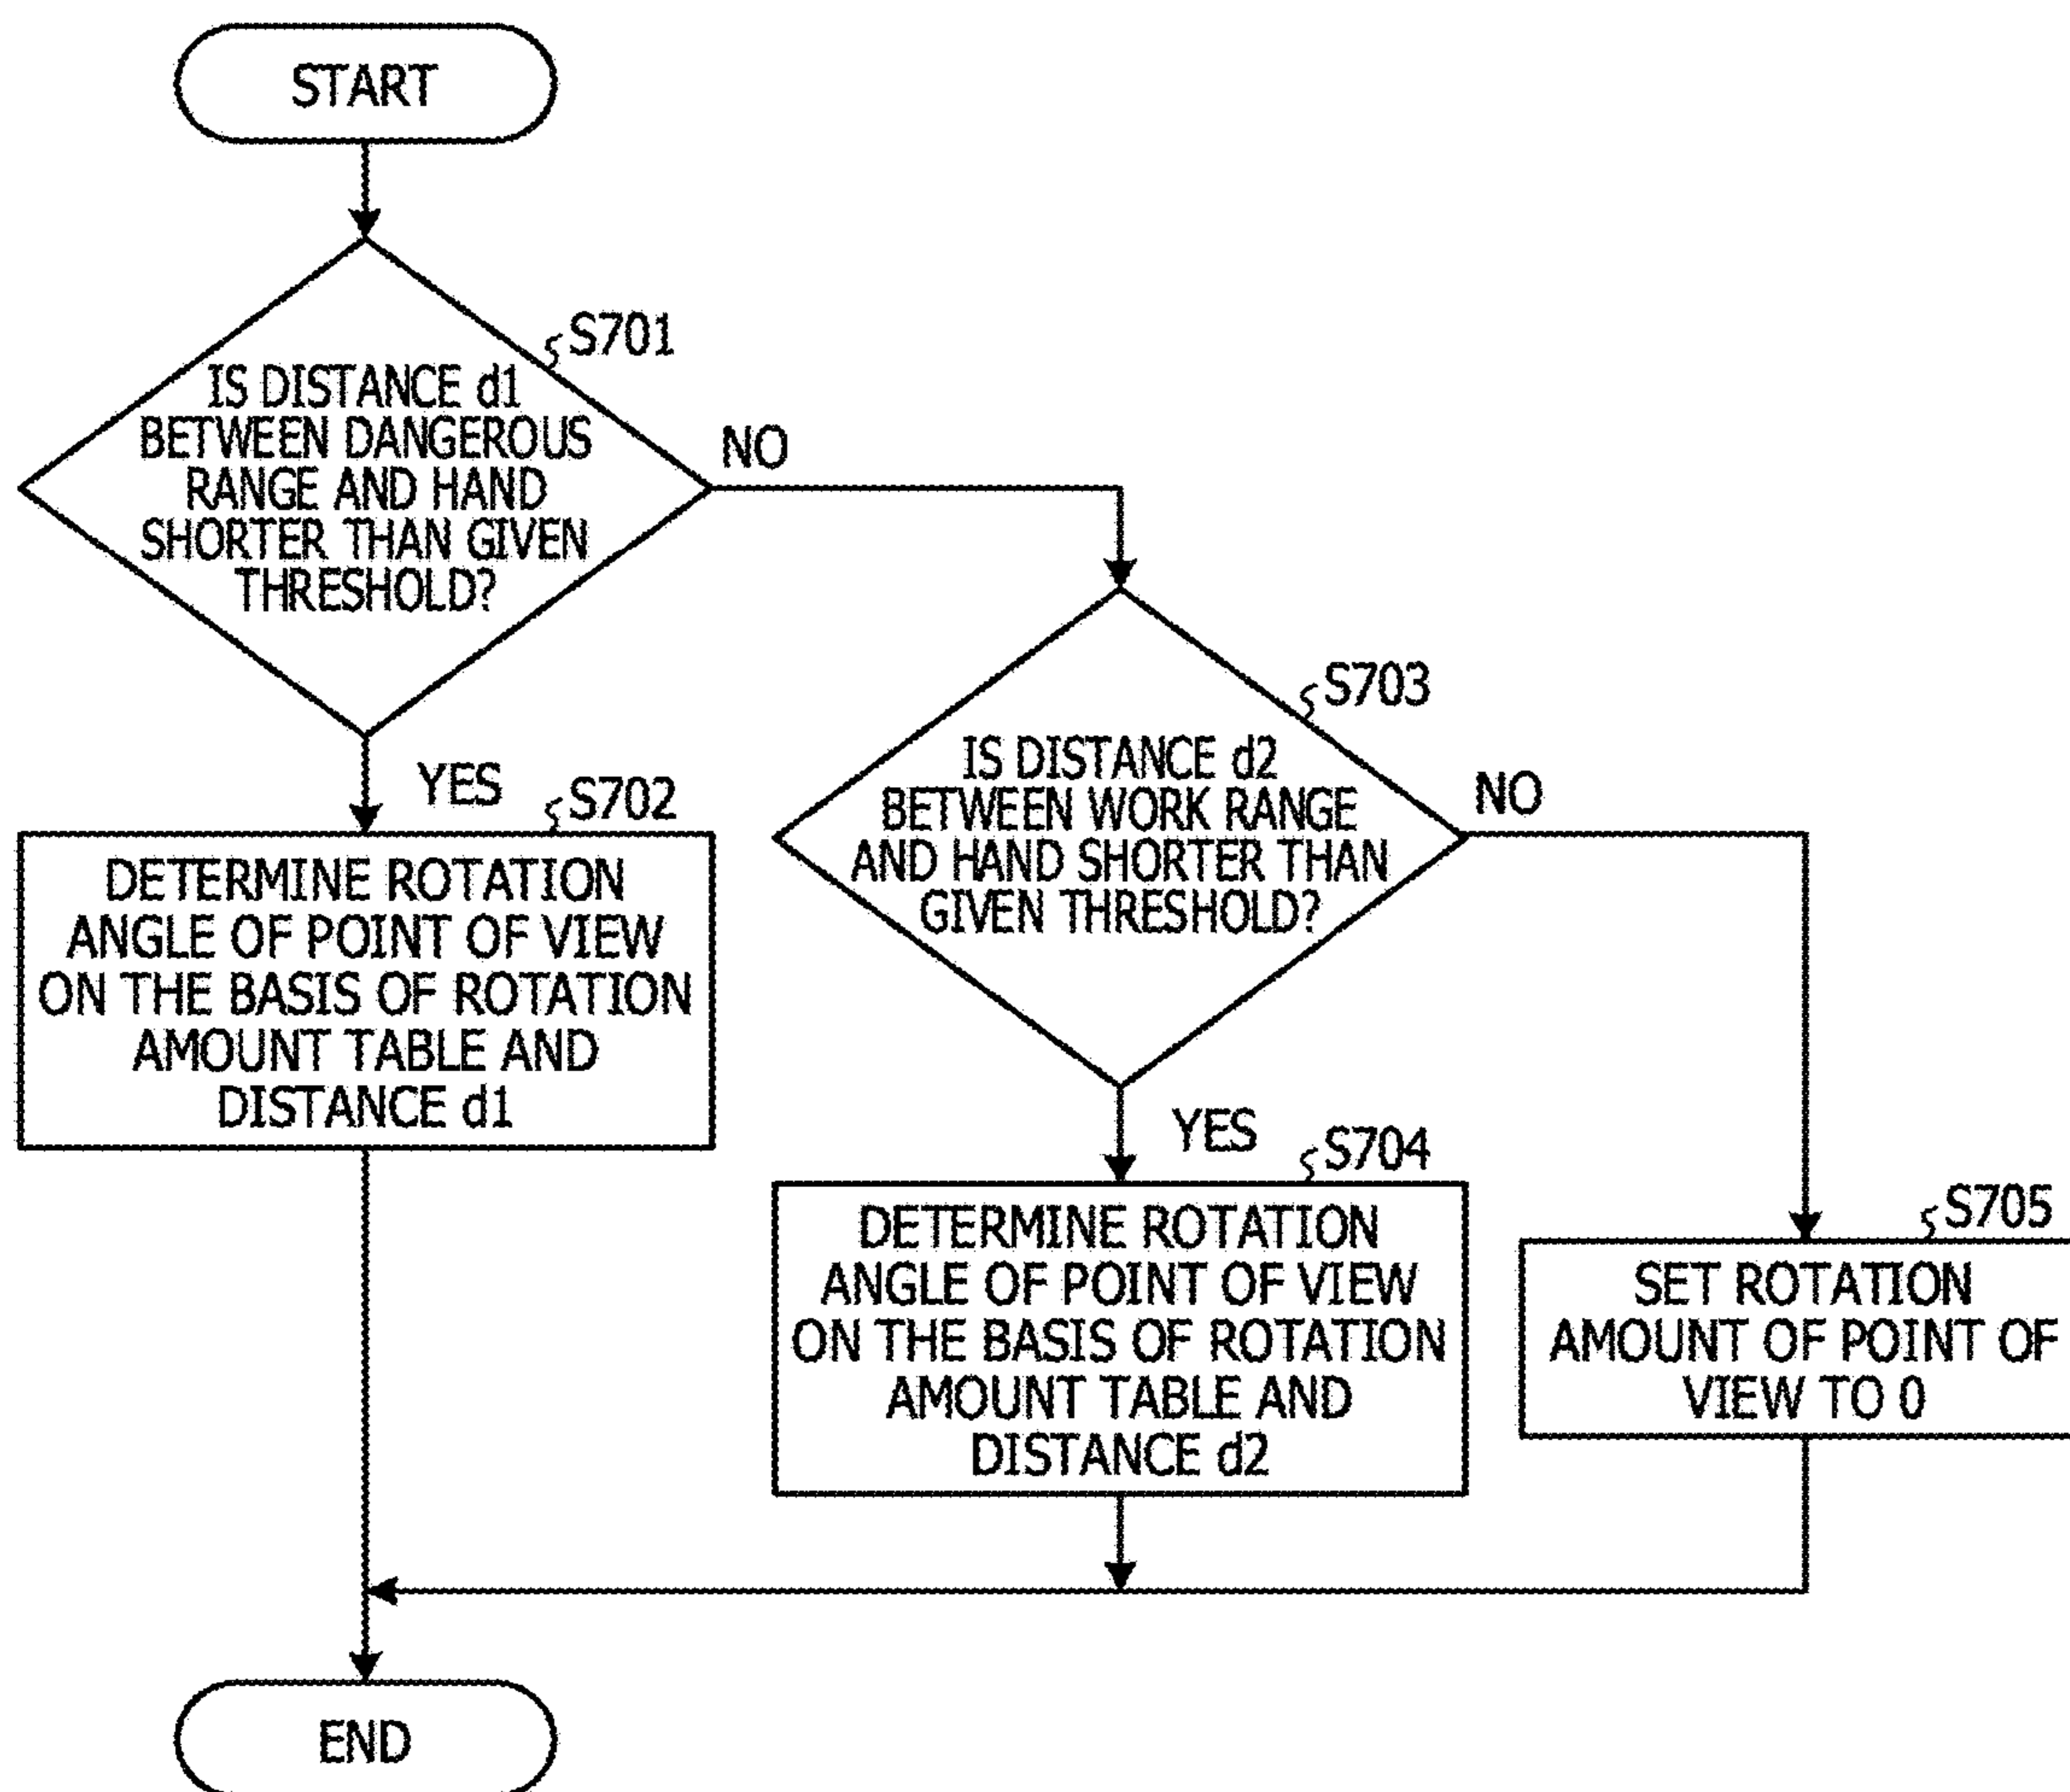 START
S701
IS DISTANCE d1
BETWEEN DANGEROUS
RANGE AND HAND
SHORTER THAN GIVEN
THRESHOLD?
NO
YES
S702
DETERMINE ROTATION
ANGLE OF POINT OF VIEW
ON THE BASIS OF ROTATION
AMOUNT TABLE AND
DISTANCE d1
S703
IS DISTANCE d2
BETWEEN WORK RANGE
AND HAND SHORTER THAN
GIVEN THRESHOLD?
NO
YES
S704
DETERMINE ROTATION
ANGLE OF POINT OF VIEW
ON THE BASIS OF ROTATION
AMOUNT TABLE AND
DISTANCE d2
S705
SET ROTATION
AMOUNT OF POINT OF
VIEW TO 0
END